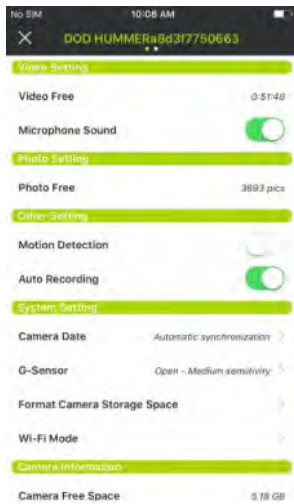 No SIM 10:08 AM
DOD HUMMERa8d3f7750663
Video Setting
Video Free 0:51:48
Microphone Sound
Photo Setting
Photo Free 3693 pics
Other Setting
Motion Detection
Auto Recording
System Setting
Camera Date Automatic synchronization
G-Sensor Open - Medium sensitivity
Format Camera Storage Space
Wi-Fi Mode
Camera Information
Camera Free Space 5.18 GB